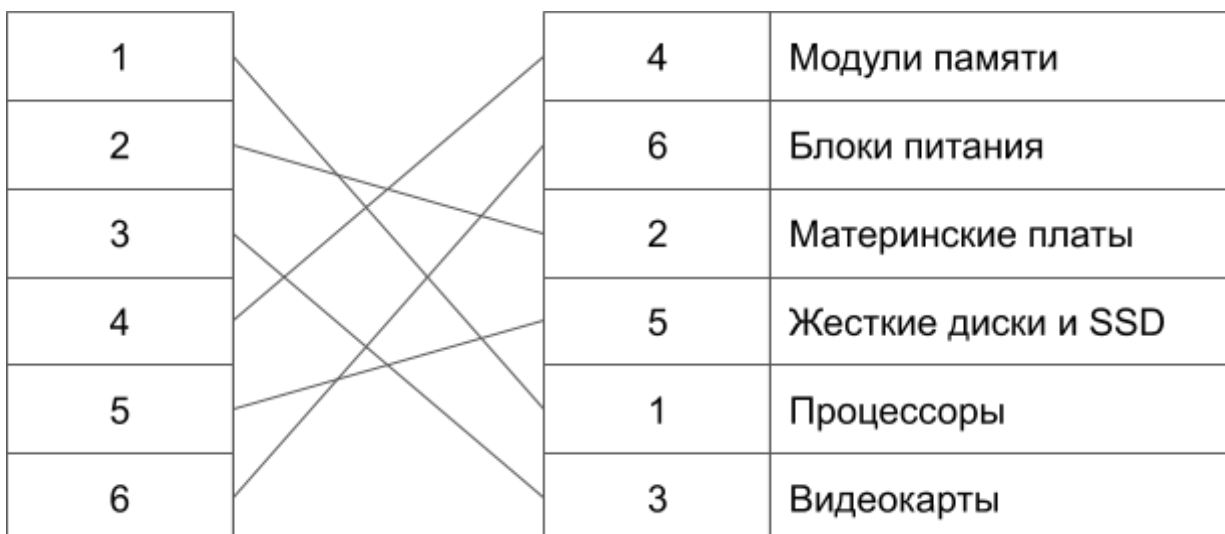 1 4 Модули памяти
2 6 Блоки питания
3 2 Материнские платы
4 5 Жесткие диски и SSD
5 1 Процессоры
6 3 Видеокарты